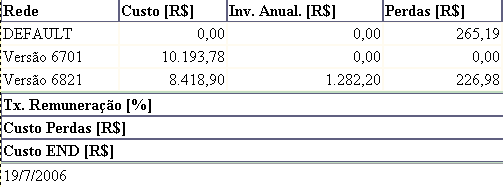 Rede Custo [R$] Inv. Anual. [R$] Perdas [R$]
DEFAULT 0,00 0,00 265,19
Versão 6701 10.193,78 0,00 0,00
Versão 6821 8.418,90 1.282,20 226,98
Tx. Remuneração [%]
Custo Perdas [R$]
Custo END [R$]
19/7/2006